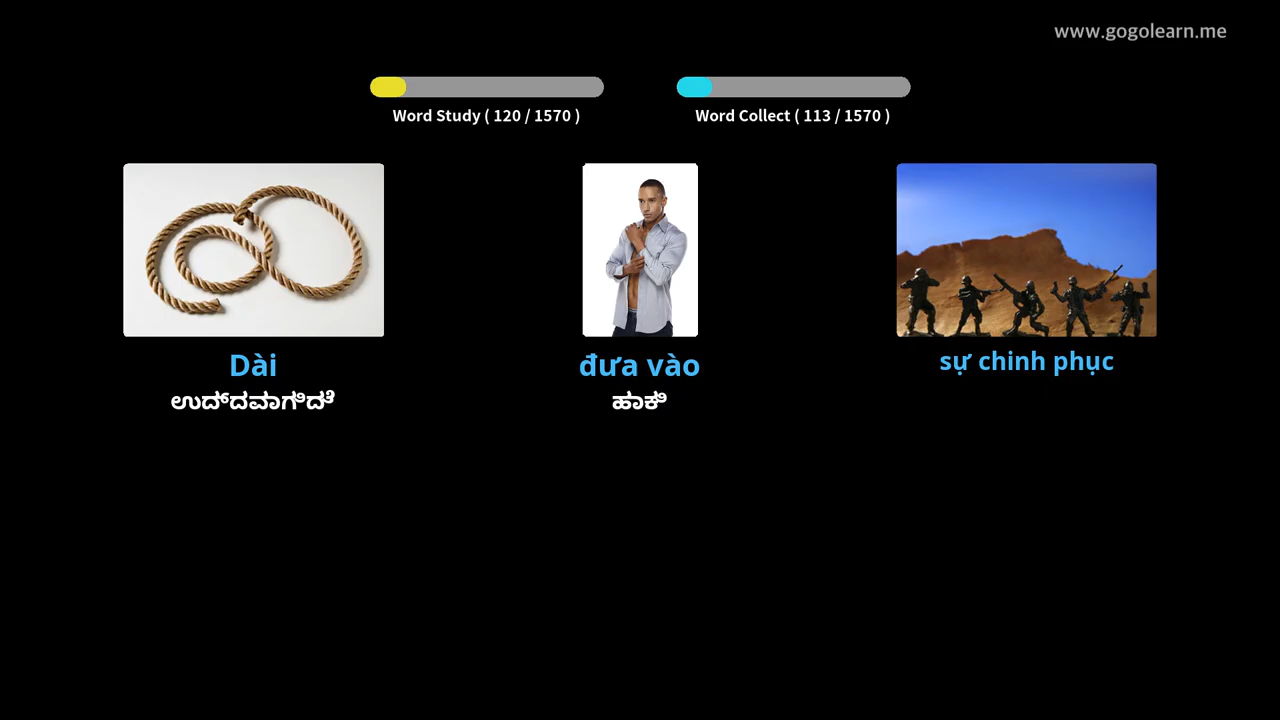 www.gogolearn.me
Word Study ( 120 / 1570 )
Word Collect ( 113 / 1570 )
Dài
đưa vào
sự chinh phục
ಉದ್ದವಾಗಿದೆ
ಹಾಕಿ